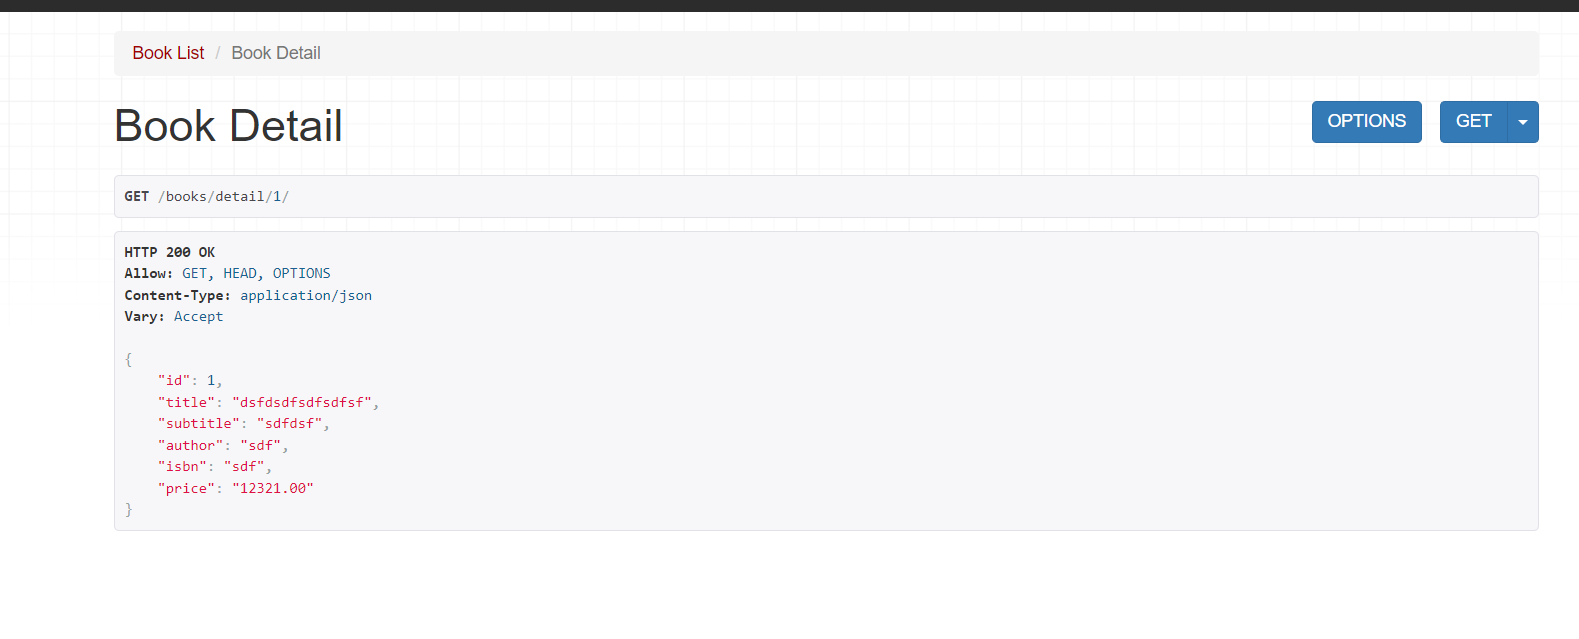 Book List / Book Detail
Book Detail
OPTIONS GET
GET /books/detail/1/
HTTP 200 OK
Allow: GET, HEAD, OPTIONS
Content-Type: application/json
Vary: Accept
{
"id": 1,
"title": "dsfdsdfsdfsdfsf",
"subtitle": "sdfdsf",
"author": "sdf",
"isbn": "sdf",
"price": "12321.00"
}